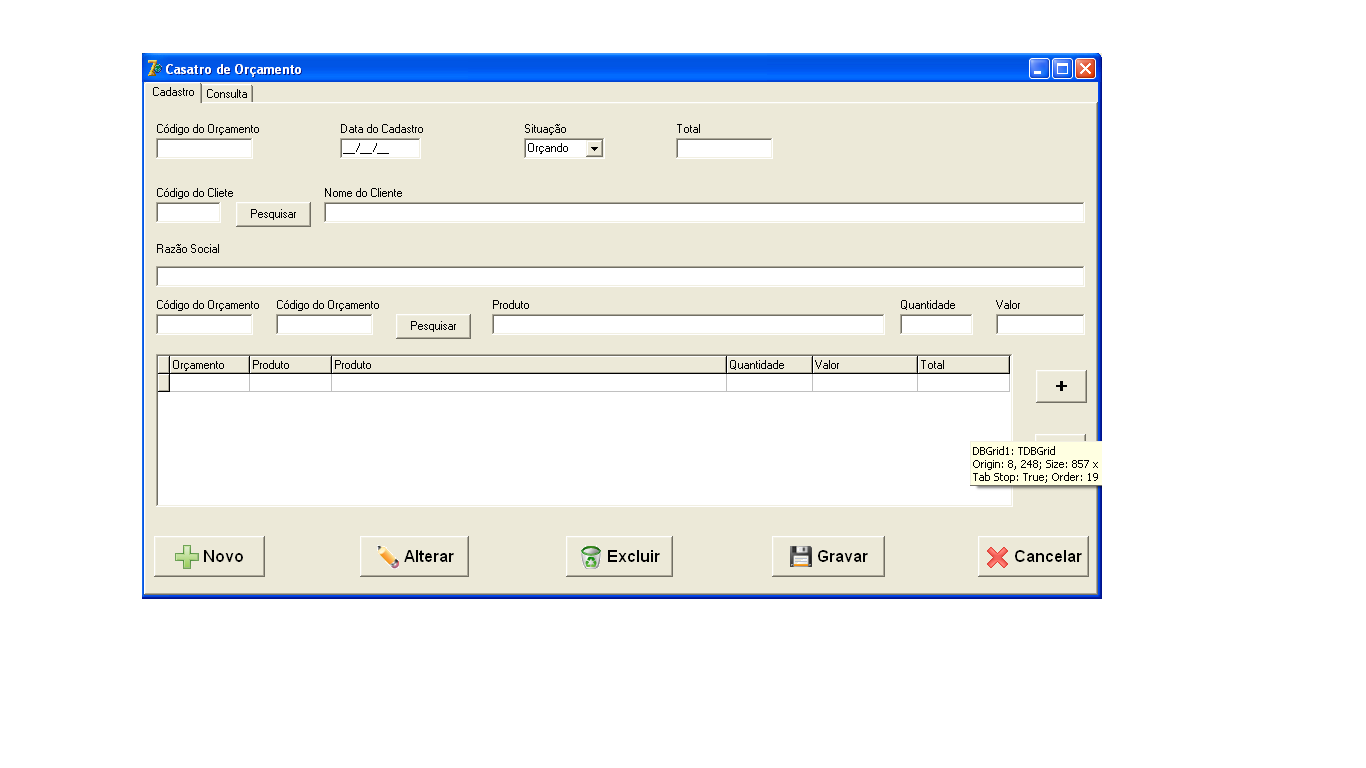 Casatro de Orçamento
Cadastro Consulta
Código do Orçamento Data do Cadastro Situação Total
__/__/__ Orçando
Código do Cliete Nome do Cliente
Pesquisar
Razão Social
Código do Orçamento Código do Orçamento Produto Quantidade Valor
Pesquisar
Orçamento Produto Produto Quantidade Valor Total
+
DBGrid1: TDBGrid
Origin: 8, 248; Size: 857 x
Tab Stop: True; Order: 19
Novo Alterar Excluir Gravar Cancelar